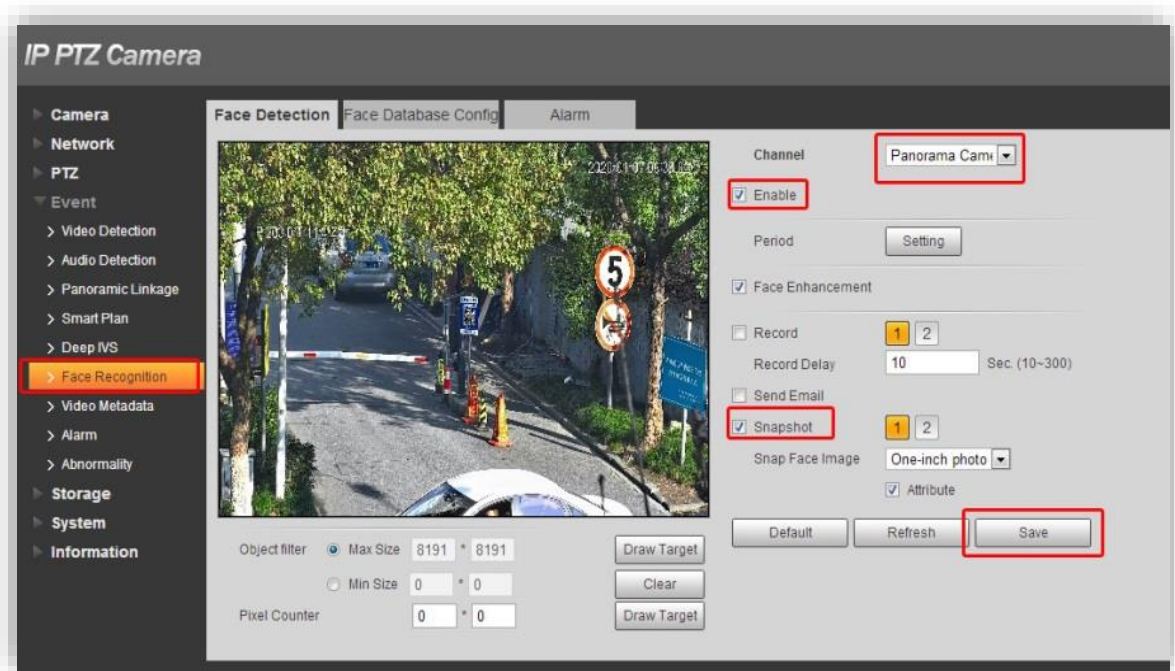 IP PTZ Camera
Camera
Network
PTZ
Event
Video Detection
Audio Detection
Panoramic Linkage
Smart Plan
Deep IVS
Face Recognition
Video Metadata
Alarm
Abnormality
Storage
System
Information
Face Detection Face Database Config Alarm
5
Object filter Max Size 8191 * 8191 Draw Target
Min Size 0 * 0 Clear
Pixel Counter 0 * 0 Draw Target
Channel Panorama Came
Enable
Period Setting
Face Enhancement
Record 1 2
Record Delay 10 Sec. (10~300)
Send Email
Snapshot 1 2
Snap Face Image One-inch photo
Attribute
Default Refresh Save